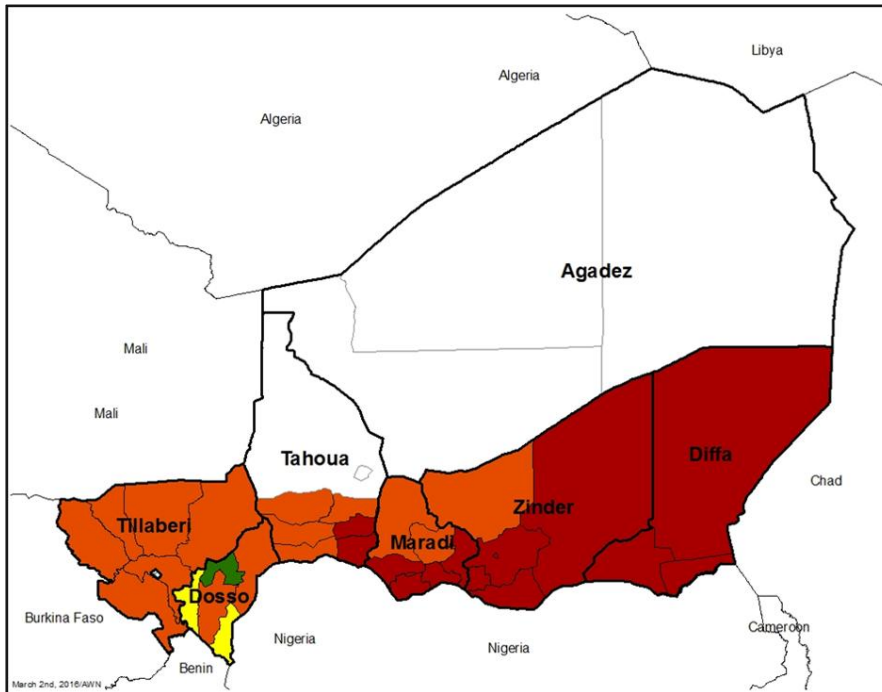 Libya
Algeria
Algeria
Agadez
Mali
Mali
Tahoua
Diffa
Chad
Zinder
Tillaberi
Maradi
Dosso
Burkina Faso
Nigeria
Nigeria
Cameroon
Benin
March 2nd, 2016/AWN